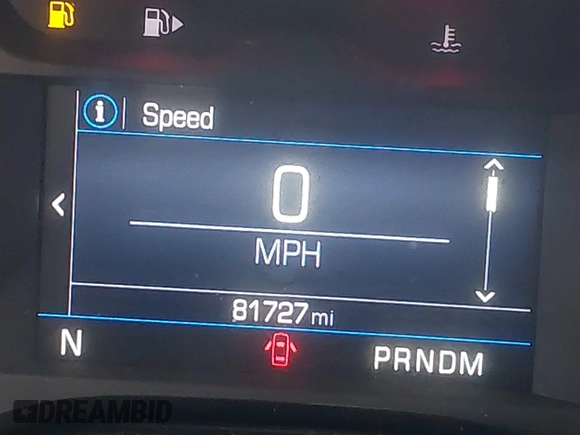 Speed
0
MPH
81727 mi
N
PRNDM
DREAMBID